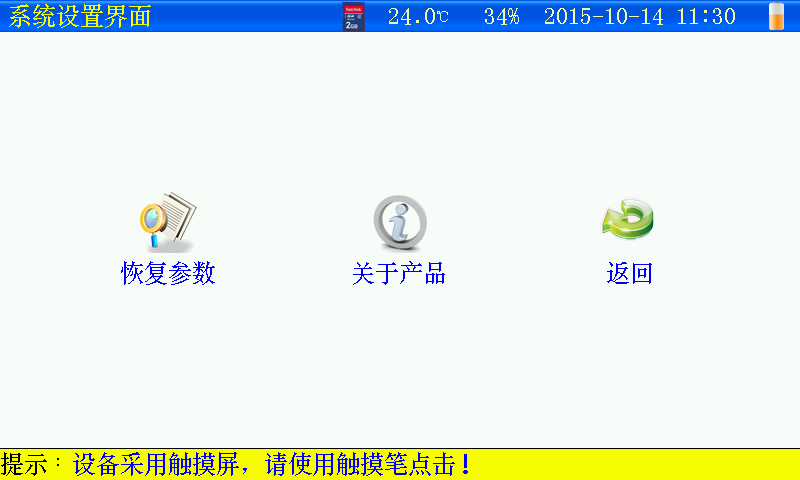 系统设置界面 SanDisk 2GB 24.0℃ 34% 2015-10-14 11:30
恢复参数 关于产品 返回
提示：设备采用触摸屏，请使用触摸笔点击！